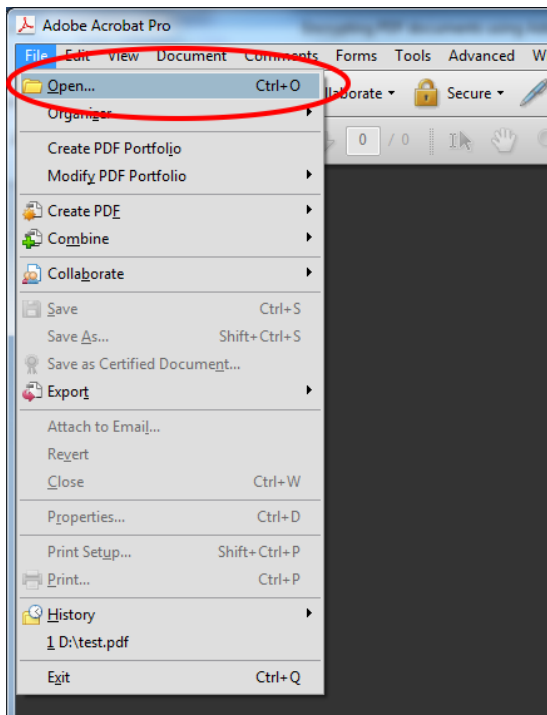 Adobe Acrobat Pro
File Edit View Document Comments Forms Tools Advanced W
Open... Ctrl+O
llaborate Secure
Organizer
0 / 0
Create PDF Portfolio
Modify PDF Portfolio
Create PDF
Combine
Collaborate
Save Ctrl+S
Save As... Shift+Ctrl+S
Save as Certified Document...
Export
Attach to Email...
Revert
Close Ctrl+W
Properties... Ctrl+D
Print Setup... Shift+Ctrl+P
Print... Ctrl+P
History
1 D:\test.pdf
Exit Ctrl+Q